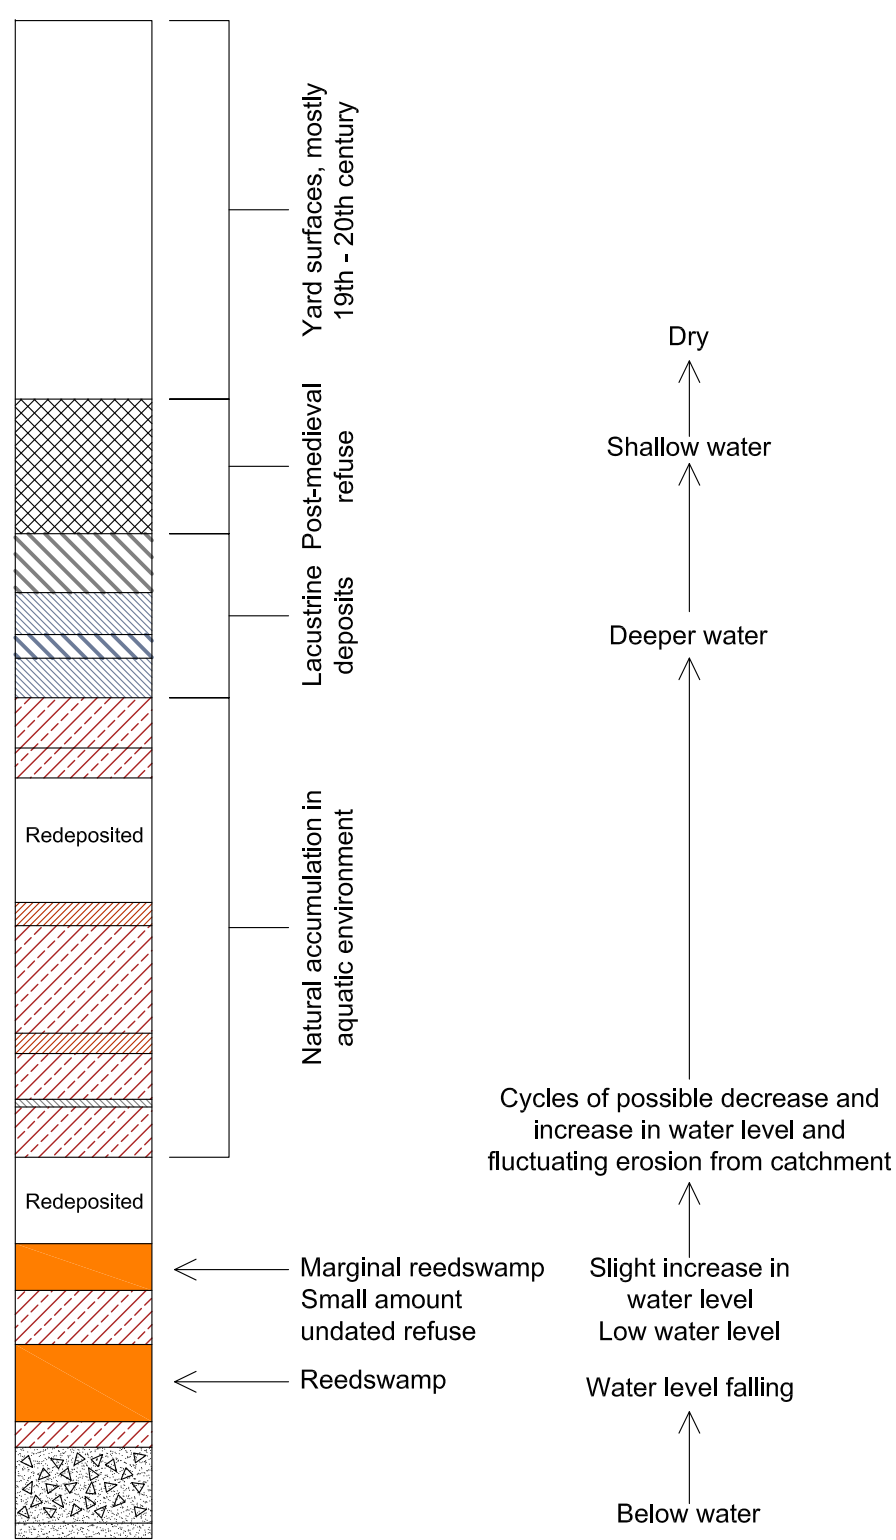 Yard surfaces, mostly
19th - 20th century
Dry
Post-medieval
refuse
Shallow water
Lacustrine
deposits
Deeper water
Redeposited
Natural accumulation in
aquatic environment
Cycles of possible decrease and
increase in water level and
fluctuating erosion from catchment
Redeposited
Marginal reedswamp
Small amount
undated refuse
Slight increase in
water level
Low water level
Reedswamp
Water level falling
Below water